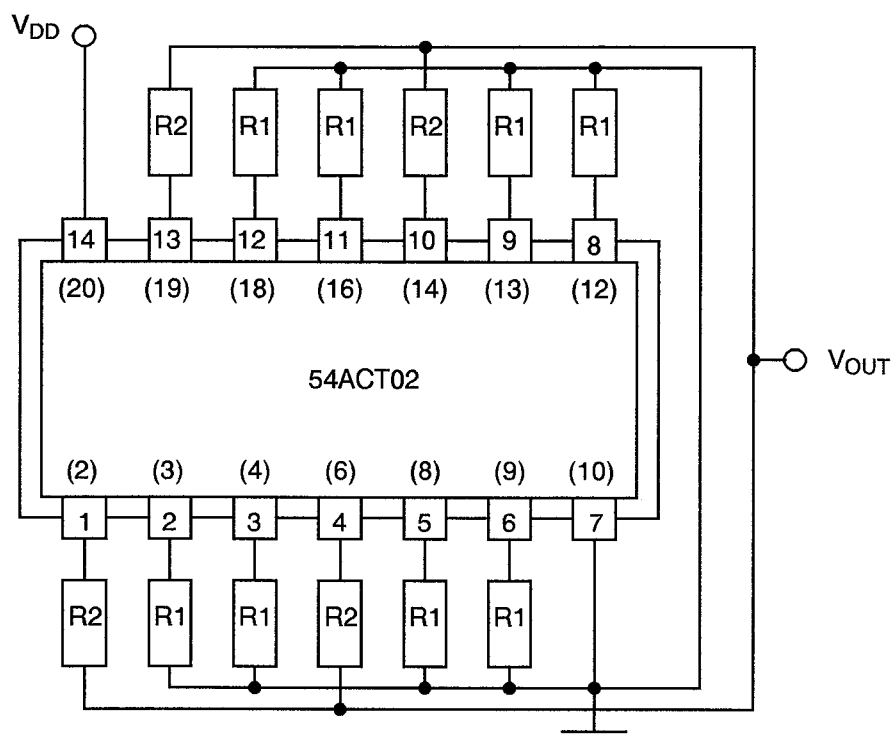 VDD
R2 R1 R1 R2 R1 R1
14 13 12 11 10 9 8
(20) (19) (18) (16) (14) (13) (12)
54ACT02
VOUT
(2) (3) (4) (6) (8) (9) (10)
1 2 3 4 5 6 7
R2 R1 R1 R2 R1 R1